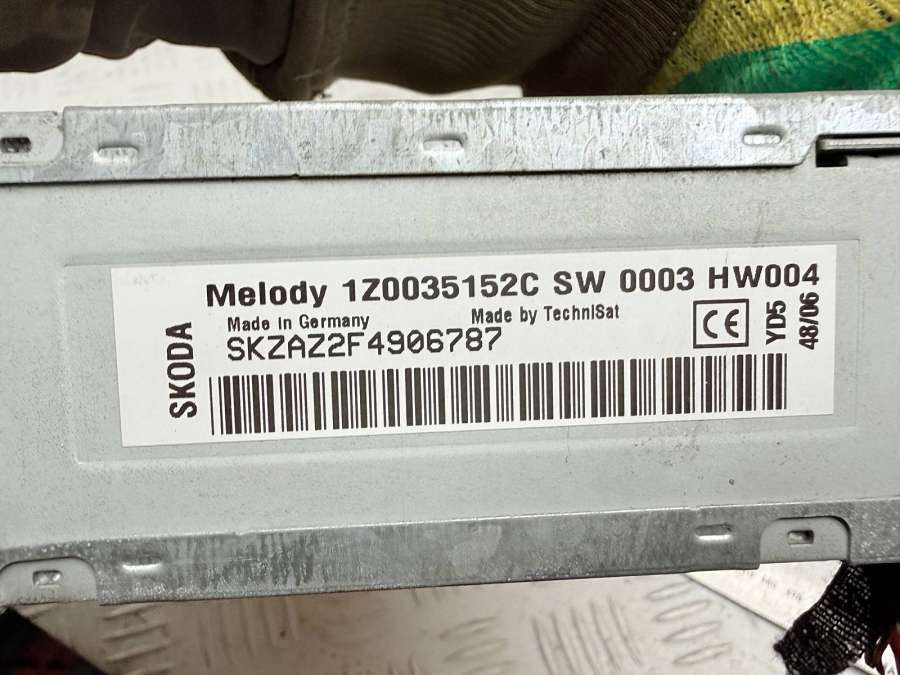 Melody 1Z0035152C SW 0003 HW004
Made in Germany
Made by TechniSat
SKZAZ2F4906787
SKODA
CE
YD5
48/06